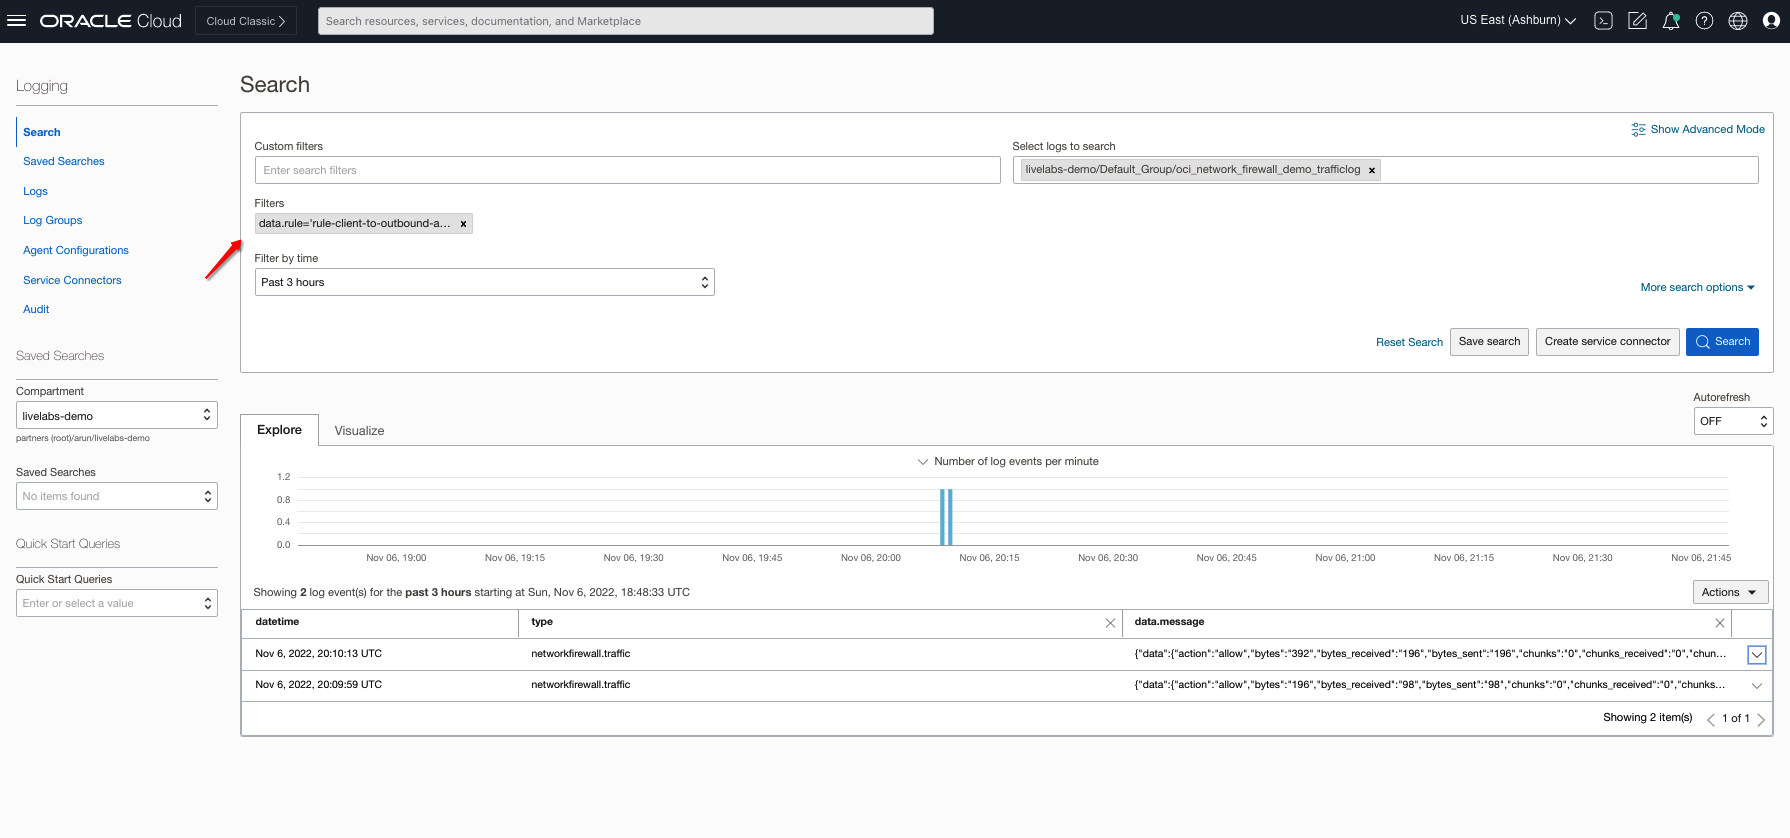 ORACLE Cloud
Cloud Classic
Search resources, services, documentation, and Marketplace
US East (Ashburn)
Logging
Search
Saved Searches
Logs
Log Groups
Agent Configurations
Service Connectors
Audit
Saved Searches
Compartment
livelabs-demo
partners (root)/arun/livelabs-demo
Saved Searches
No items found
Quick Start Queries
Quick Start Queries
Enter or select a value
Search
Show Advanced Mode
Custom filters
Enter search filters
Select logs to search
livelabs-demo/Default_Group/oci_network_firewall_demo_trafficlog ×
Filters
data.rule='rule-client-to-outbound-a... ×
Filter by time
Past 3 hours
More search options
Reset Search
Save search
Create service connector
Search
Autorefresh
OFF
Explore
Visualize
Number of log events per minute
1.2
0.8
0.4
0.0
Nov 06, 19:00 Nov 06, 19:15 Nov 06, 19:30 Nov 06, 19:45 Nov 06, 20:00 Nov 06, 20:15 Nov 06, 20:30 Nov 06, 20:45 Nov 06, 21:00 Nov 06, 21:15 Nov 06, 21:30 Nov 06, 21:45
Showing 2 log event(s) for the past 3 hours starting at Sun, Nov 6, 2022, 18:48:33 UTC
Actions
datetime type data.message
Nov 6, 2022, 20:10:13 UTC networkfirewall.traffic {"data":{"action":"allow","bytes":"392","bytes_received":"196","bytes_sent":"196","chunks":"0","chunks_received":"0","chun...
Nov 6, 2022, 20:09:59 UTC networkfirewall.traffic {"data":{"action":"allow","bytes":"196","bytes_received":"98","bytes_sent":"98","chunks":"0","chunks_received":"0","chunks...
Showing 2 item(s) 1 of 1